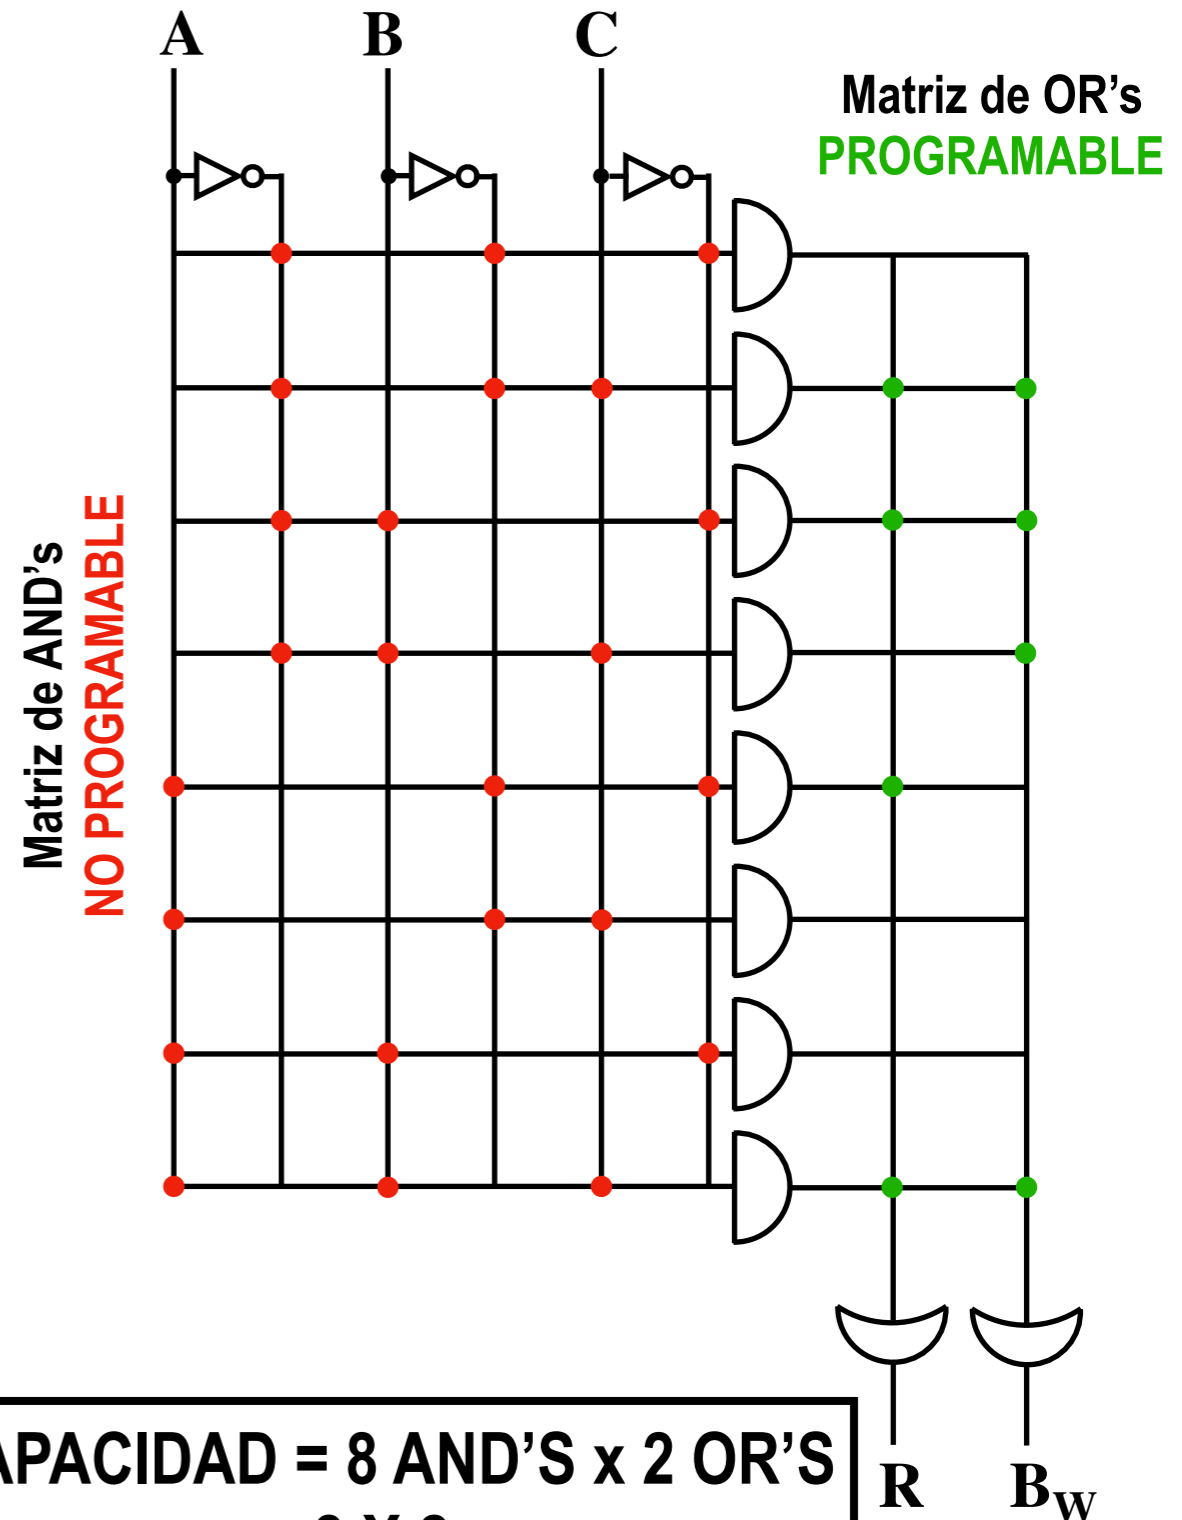 A B C
Matriz de OR's
PROGRAMABLE
Matriz de AND's
NO PROGRAMABLE
APACIDAD = 8 AND'S x 2 OR'S
R BW